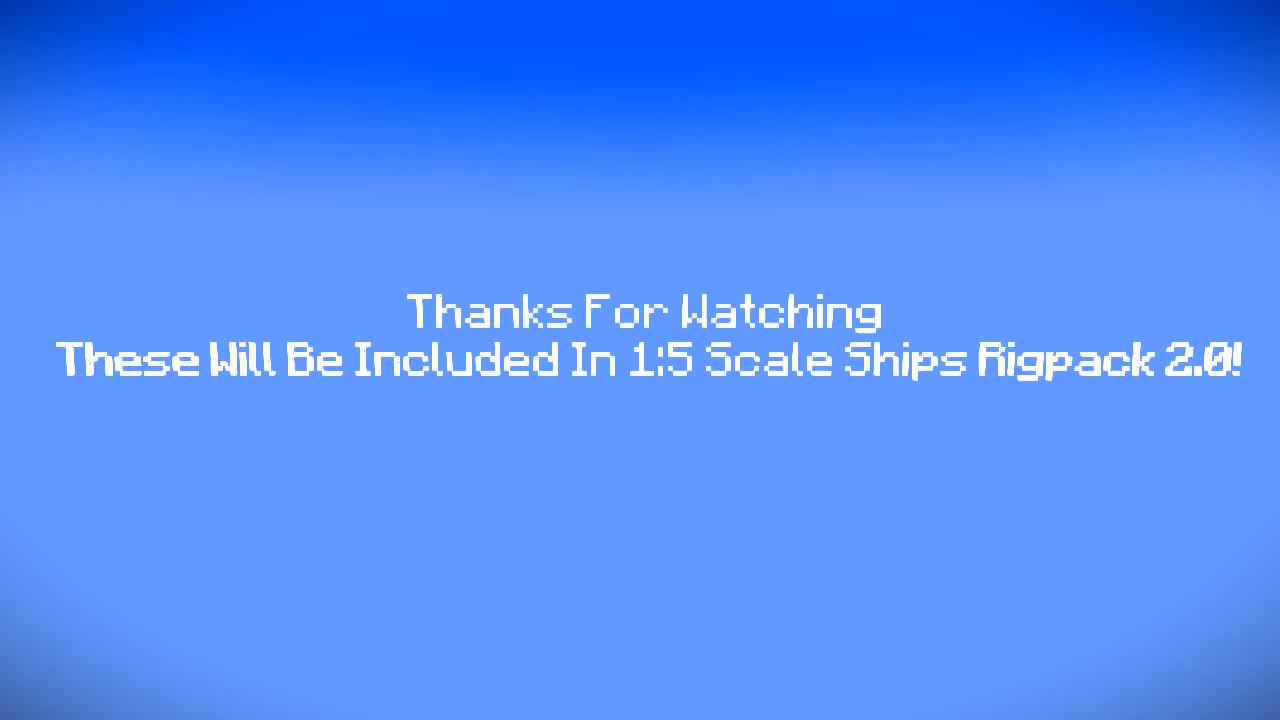 Thanks For Watching
These Will Be Included In 1:5 Scale Ships Rigpack 2.0!